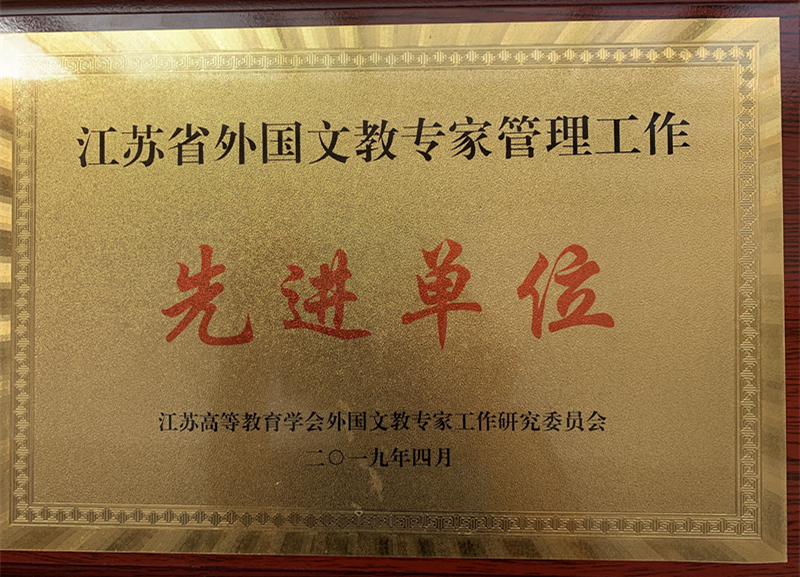 江苏省外国文教专家管理工作
先进单位
江苏高等教育学会外国文教专家工作研究委员会
二〇一九年四月